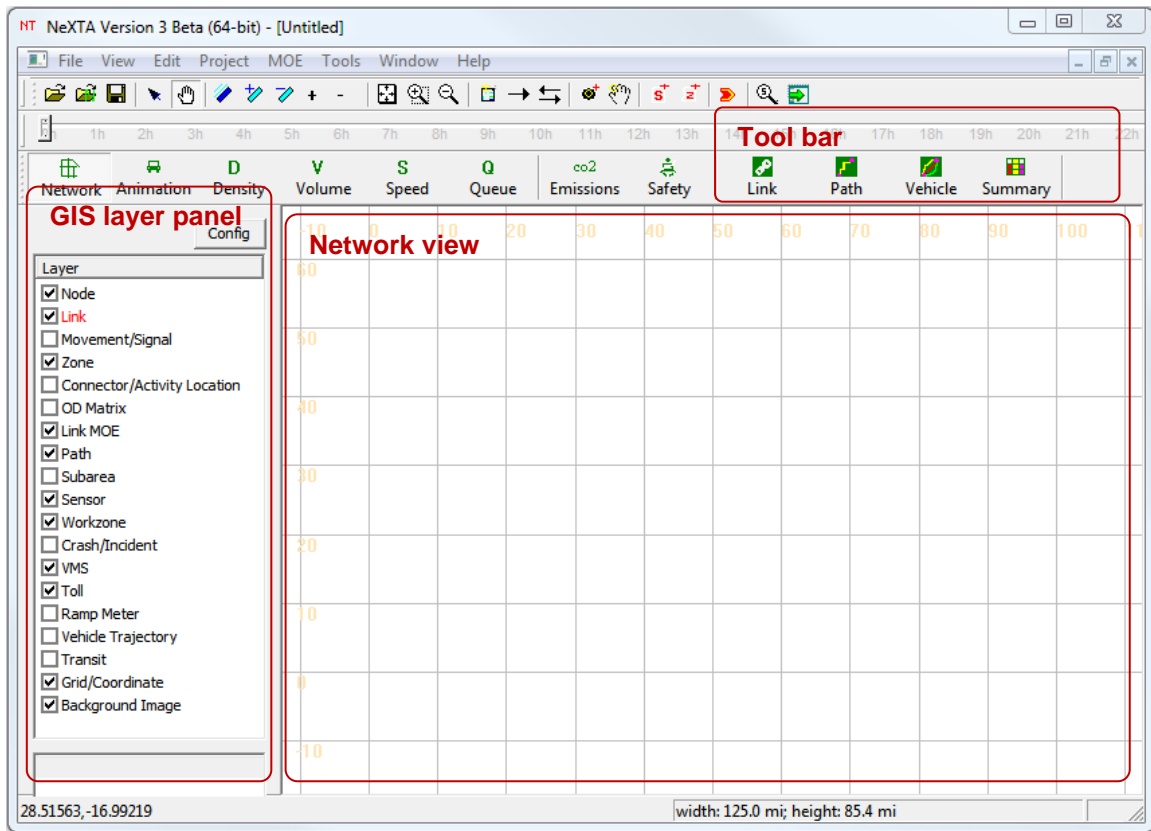 NT NeXTA Version 3 Beta (64-bit) - [Untitled]
File View Edit Project MOE Tools Window Help
1h 2h 3h 4h 5h 6h 7h 8h 9h 10h 11h 12h 13h 17h 18h 19h 20h 21h 22h
Tool bar
Network Animation D Density V Volume S Speed Q Queue co2 Emissions Safety Link Path Vehicle Summary
GIS layer panel
Config
Network view
-10 0 10 20 30 40 50 60 70 80 90 100
Layer
60
Node
Link
Movement/Signal
50
Zone
Connector/Activity Location
OD Matrix
40
Link MOE
Path
Subarea
30
Sensor
Workzone
Crash/Incident
20
VMS
Toll
Ramp Meter
10
Vehicle Trajectory
Transit
Grid/Coordinate
0
Background Image
-10
28.51563,-16.99219
width: 125.0 mi; height: 85.4 mi